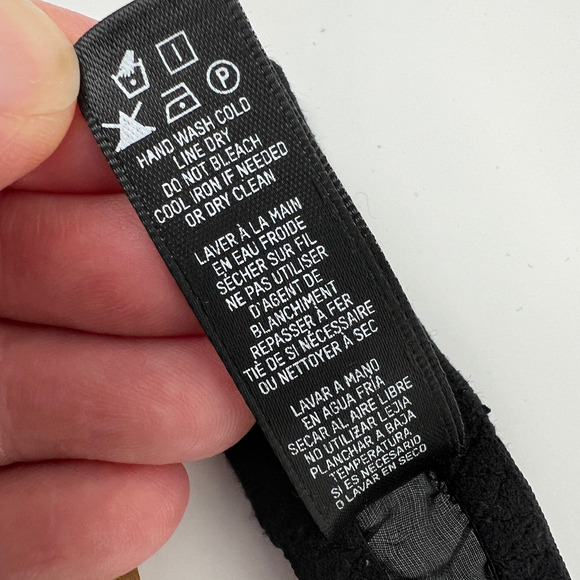 P
HAND WASH COLD
LINE DRY
DO NOT BLEACH
COOL IRON IF NEEDED
OR DRY CLEAN
LAVER À LA MAIN
EN EAU FROIDE
SÉCHER SUR FIL
NE PAS UTILISER
D'AGENT DE
BLANCHIMENT
REPASSER À FER
TIÈDE SI NÉCESSAIRE
OU NETTOYER À SEC
LAVAR A MANO
EN AGUA FRÍA
SECAR AL AIRE LIBRE
NO UTILIZAR LEJIA
PLANCHAR A BAJA
TEMPERATURA,
SI ES NECESARIO
O LAVAR EN SECO